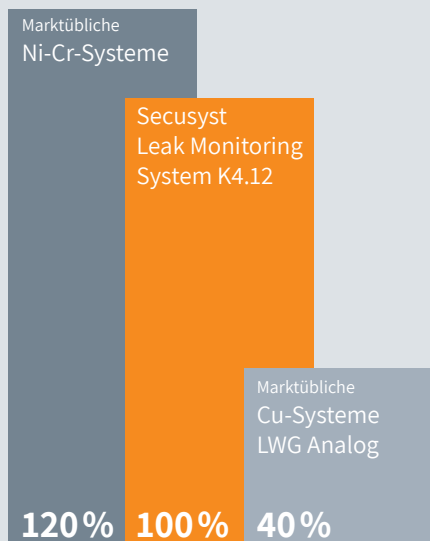 Marktübliche
Ni-Cr-Systeme
Secusyst
Leak Monitoring
System K4.12
Marktübliche
Cu-Systeme
LWG Analog
120 % 100 % 40 %